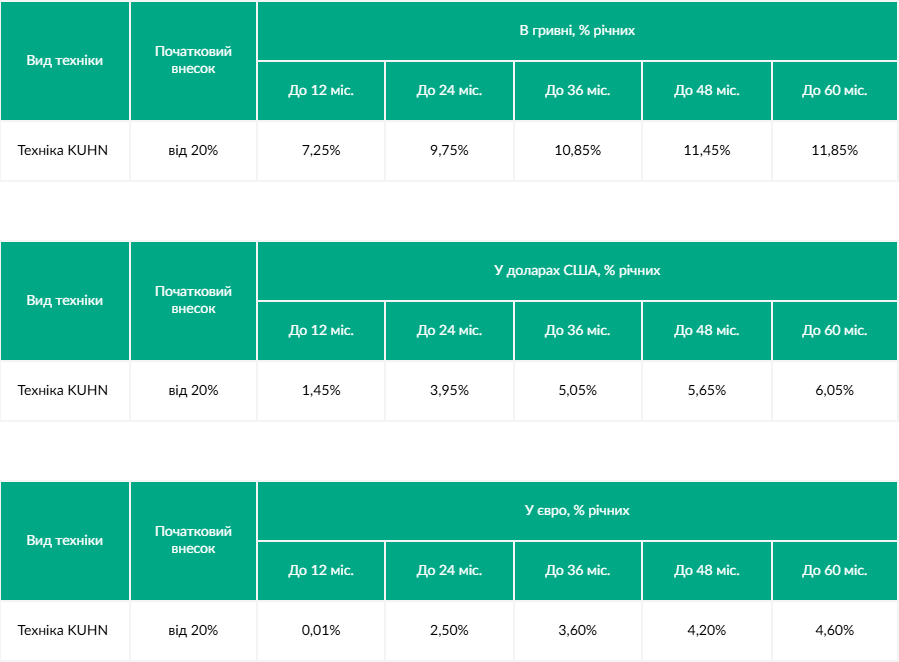 Вид техніки
Початковий
внесок
В гривні, % річних
До 12 міс.
До 24 міс.
До 36 міс.
До 48 міс.
До 60 міс.
Техніка KUHN
від 20%
7,25%
9,75%
10,85%
11,45%
11,85%
Вид техніки
Початковий
внесок
У доларах США, % річних
До 12 міс.
До 24 міс.
До 36 міс.
До 48 міс.
До 60 міс.
Техніка KUHN
від 20%
1,45%
3,95%
5,05%
5,65%
6,05%
Вид техніки
Початковий
внесок
У євро, % річних
До 12 міс.
До 24 міс.
До 36 міс.
До 48 міс.
До 60 міс.
Техніка KUHN
від 20%
0,01%
2,50%
3,60%
4,20%
4,60%